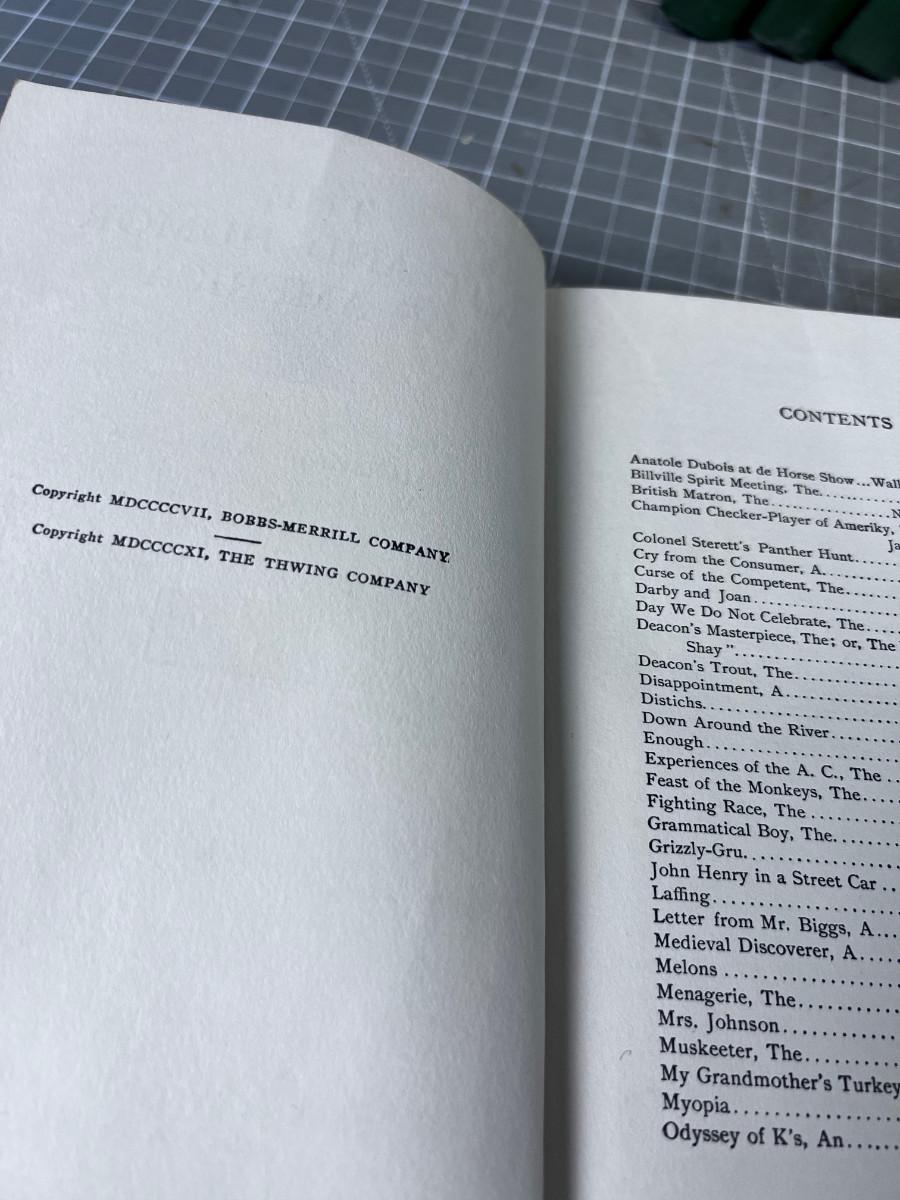 Copyright MDCCCCVII, BOBBS-MERRILL COMPANY.
Copyright MDCCCCXI, THE THWING COMPANY
CONTENTS
Anatole Dubois at de Horse Show...Wall
Billville Spirit Meeting, The..........
British Matron, The................N
Champion Checker-Player of Ameriky,
Ja
Colonel Sterett's Panther Hunt......
Cry from the Consumer, A..........
Curse of the Competent, The.......
Darby and Joan....................
Day We Do Not Celebrate, The....
Deacon's Masterpiece, The; or, The
Shay"....................
Deacon's Trout, The..............
Disappointment, A...............
Distichs..........................
Down Around the River.........
Enough..........................
Experiences of the A. C., The ..
Feast of the Monkeys, The....
Fighting Race, The ...........
Grammatical Boy, The........
Grizzly-Gru..................
John Henry in a Street Car ..
Laffing.......................
Letter from Mr. Biggs, A...
Medieval Discoverer, A.....
Melons ....................
Menagerie, The...........
Mrs. Johnson.............
Muskeeter, The..........
My Grandmother's Turkey
Myopia..................
Odyssey of K's, An......